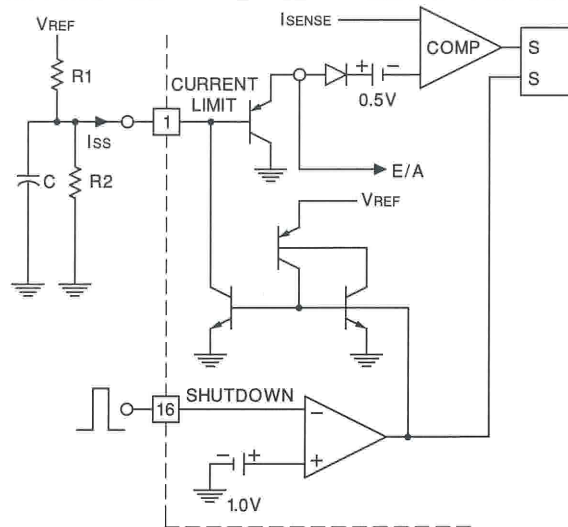 ISENSE
COMP
S
S
VREF
R1
CURRENT
LIMIT
+
−
0.5V
1
ISS
C
R2
E/A
VREF
16
SHUTDOWN
−
+
−
+
1.0V